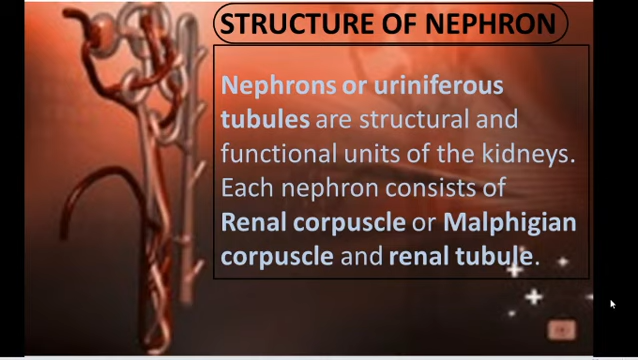 STRUCTURE OF NEPHRON
Nephrons or uriniferous
tubules are structural and
functional units of the kidneys.
Each nephron consists of
Renal corpuscle or Malphigian
corpuscle and renal tubule.